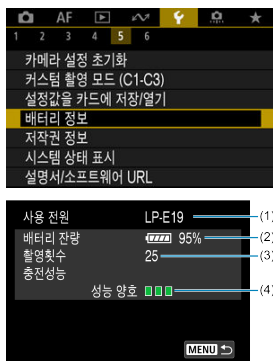 AF
1 2 3 4 5 6
카메라 설정 초기화
커스텀 촬영 모드 (C1-C3)
설정값을 카드에 저장/열기
배터리 정보
저작권 정보
시스템 상태 표시
설명서/소프트웨어 URL
사용 전원 LP-E19 (1)
배터리 잔량 95% (2)
촬영횟수 25 (3)
충전성능
성능 양호 (4)
MENU